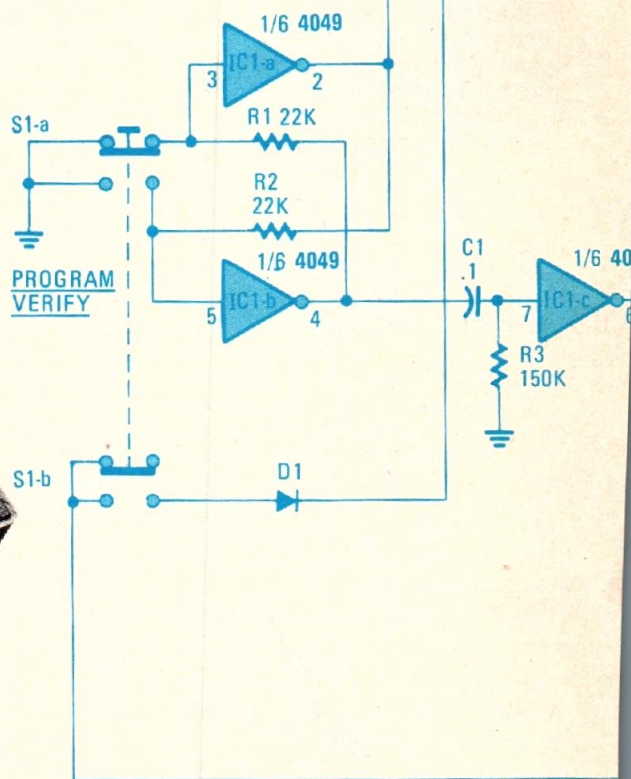 1/6 4049
IC1-a
3
2
R1 22K
S1-a
R2
22K
1/6 4049
C1
.1
1/6 40
PROGRAM
VERIFY
IC1-b
5
4
IC1-c
7
6
R3
150K
S1-b
D1